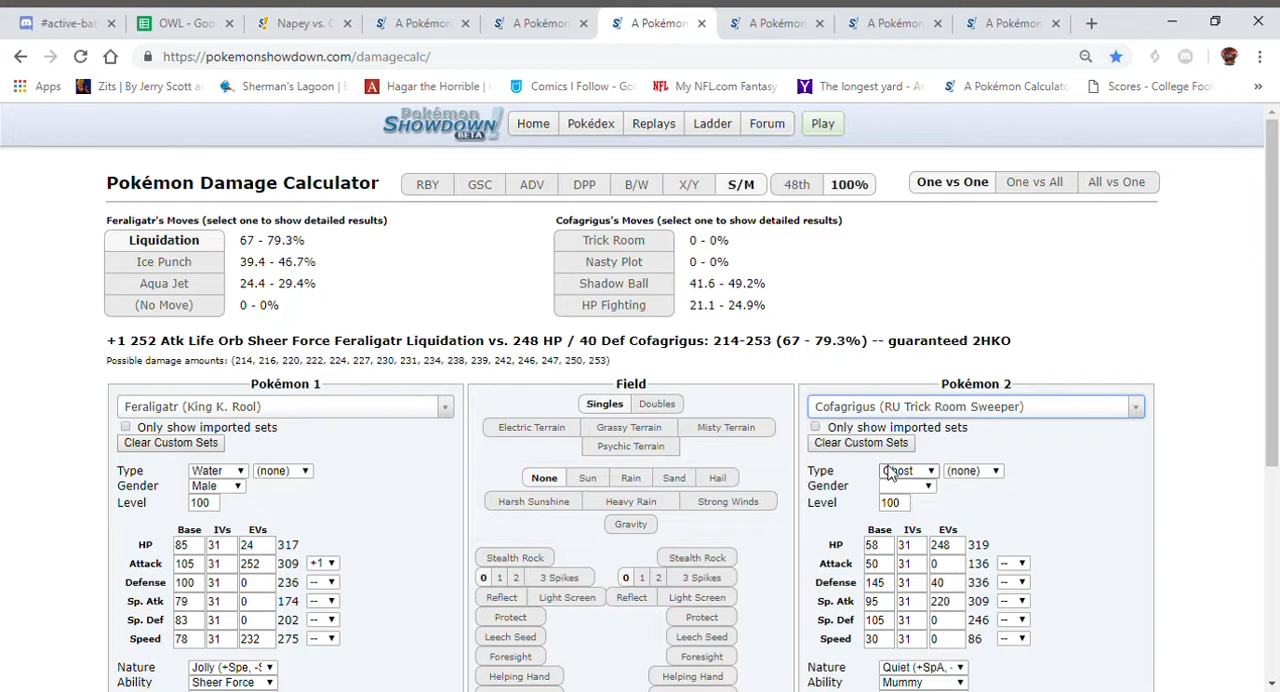 #active-bat OWL - Goo Napey vs. C A Pokémon A Pokémon A Pokémon A Pokémon A Pokémon A Pokémon
https://pokemonshowdown.com/damagecalc/
Apps Zits | By Jerry Scott an Sherman's Lagoon | B Hagar the Horrible | Comics I Follow - Go NFL My NFL.com Fantasy The longest yard - A A Pokémon Calculato Scores - College Foo »
Pokémon SHOWDOWN BETA Home Pokédex Replays Ladder Forum Play
Pokémon Damage Calculator RBY GSC ADV DPP B/W X/Y S/M 48th 100% One vs One One vs All All vs One
Feraligatr's Moves (select one to show detailed results) Cofagrigus's Moves (select one to show detailed results)
Liquidation 67 - 79.3% Trick Room 0 - 0%
Ice Punch 39.4 - 46.7% Nasty Plot 0 - 0%
Aqua Jet 24.4 - 29.4% Shadow Ball 41.6 - 49.2%
(No Move) 0 - 0% HP Fighting 21.1 - 24.9%
+1 252 Atk Life Orb Sheer Force Feraligatr Liquidation vs. 248 HP / 40 Def Cofagrigus: 214-253 (67 - 79.3%) -- guaranteed 2HKO
Possible damage amounts: (214, 216, 220, 222, 224, 227, 230, 231, 234, 238, 239, 242, 246, 247, 250, 253)
Pokémon 1 Field Pokémon 2
Feraligatr (King K. Rool) Singles Doubles Cofagrigus (RU Trick Room Sweeper)
Only show imported sets Electric Terrain Grassy Terrain Misty Terrain Only show imported sets
Clear Custom Sets Psychic Terrain Clear Custom Sets
Type Water (none) None Sun Rain Sand Hail Type Ghost (none)
Gender Male Harsh Sunshine Heavy Rain Strong Winds Gender
Level 100 Gravity Level 100
Base IVs EVs Base IVs EVs
HP 85 31 24 317 Stealth Rock Stealth Rock HP 58 31 248 319
Attack 105 31 252 309 +1 0 1 2 3 Spikes 0 1 2 3 Spikes Attack 50 31 0 136 --
Defense 100 31 0 236 -- Reflect Light Screen Reflect Light Screen Defense 145 31 40 336 --
Sp. Atk 79 31 0 174 -- Protect Protect Sp. Atk 95 31 220 309 --
Sp. Def 83 31 0 202 -- Leech Seed Leech Seed Sp. Def 105 31 0 246 --
Speed 78 31 232 275 -- Foresight Foresight Speed 30 31 0 86 --
Nature Jolly (+Spe, -S Helping Hand Helping Hand Nature Quiet (+SpA, -
Ability Sheer Force Ability Mummy